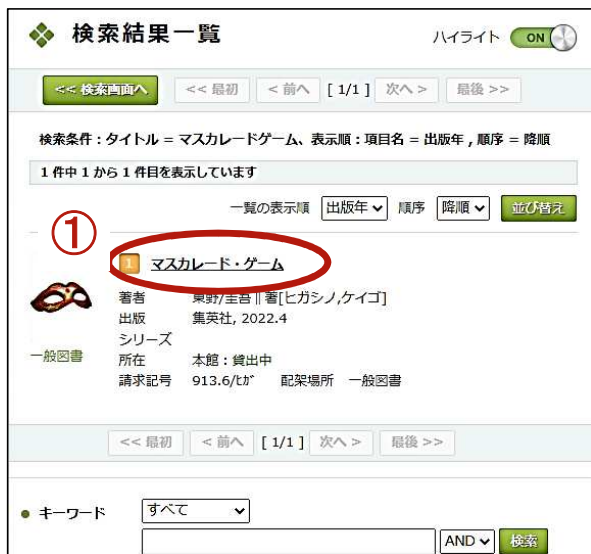 検索結果一覧
ハイライト ON
<< 検索画面へ << 最初 < 前へ [ 1/1 ] 次へ > 最後 >>
検索条件：タイトル = マスカレードゲーム、表示順：項目名 = 出版年 , 順序 = 降順
1 件中 1 から 1 件目を表示しています
一覧の表示順 出版年 順序 降順 並び替え
①
1 マスカレード・ゲーム
著者 東野/圭吾∥著[ヒガシノ,ケイゴ]
出版 集英社, 2022.4
シリーズ
一般図書
所在 本館：貸出中
請求記号 913.6/ﾋｶﾞ 配架場所 一般図書
<< 最初 < 前へ [ 1/1 ] 次へ > 最後 >>
キーワード すべて
AND 検索